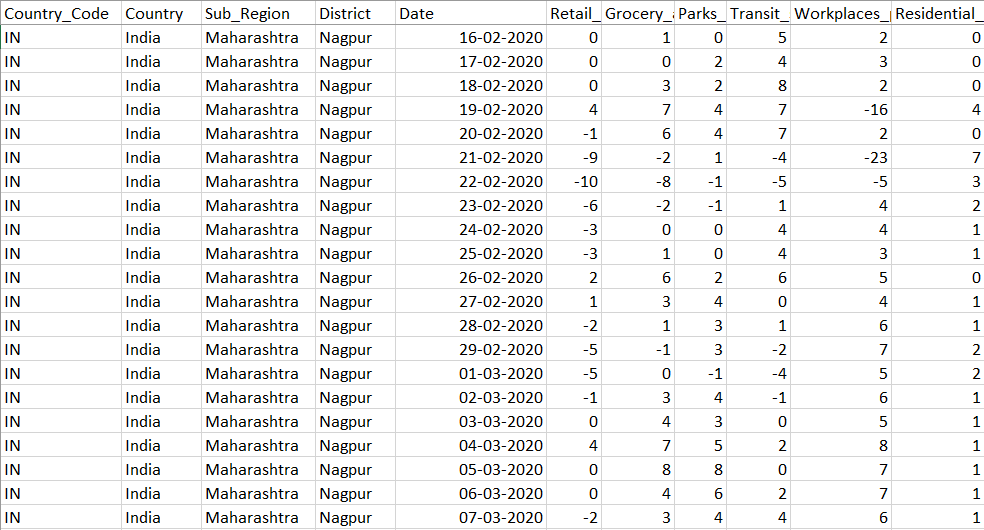 Country_Code Country Sub_Region District Date Retail_ Grocery_ Parks_ Transit_ Workplaces_ Residential_
IN India Maharashtra Nagpur 16-02-2020 0 1 0 5 2 0
IN India Maharashtra Nagpur 17-02-2020 0 0 2 4 3 0
IN India Maharashtra Nagpur 18-02-2020 0 3 2 8 2 0
IN India Maharashtra Nagpur 19-02-2020 4 7 4 7 -16 4
IN India Maharashtra Nagpur 20-02-2020 -1 6 4 7 2 0
IN India Maharashtra Nagpur 21-02-2020 -9 -2 1 -4 -23 7
IN India Maharashtra Nagpur 22-02-2020 -10 -8 -1 -5 -5 3
IN India Maharashtra Nagpur 23-02-2020 -6 -2 -1 1 4 2
IN India Maharashtra Nagpur 24-02-2020 -3 0 0 4 4 1
IN India Maharashtra Nagpur 25-02-2020 -3 1 0 4 3 1
IN India Maharashtra Nagpur 26-02-2020 2 6 2 6 5 0
IN India Maharashtra Nagpur 27-02-2020 1 3 4 0 4 1
IN India Maharashtra Nagpur 28-02-2020 -2 1 3 1 6 1
IN India Maharashtra Nagpur 29-02-2020 -5 -1 3 -2 7 2
IN India Maharashtra Nagpur 01-03-2020 -5 0 -1 -4 5 2
IN India Maharashtra Nagpur 02-03-2020 -1 3 4 -1 6 1
IN India Maharashtra Nagpur 03-03-2020 0 4 3 0 5 1
IN India Maharashtra Nagpur 04-03-2020 4 7 5 2 8 1
IN India Maharashtra Nagpur 05-03-2020 0 8 8 0 7 1
IN India Maharashtra Nagpur 06-03-2020 0 4 6 2 7 1
IN India Maharashtra Nagpur 07-03-2020 -2 3 4 4 6 1